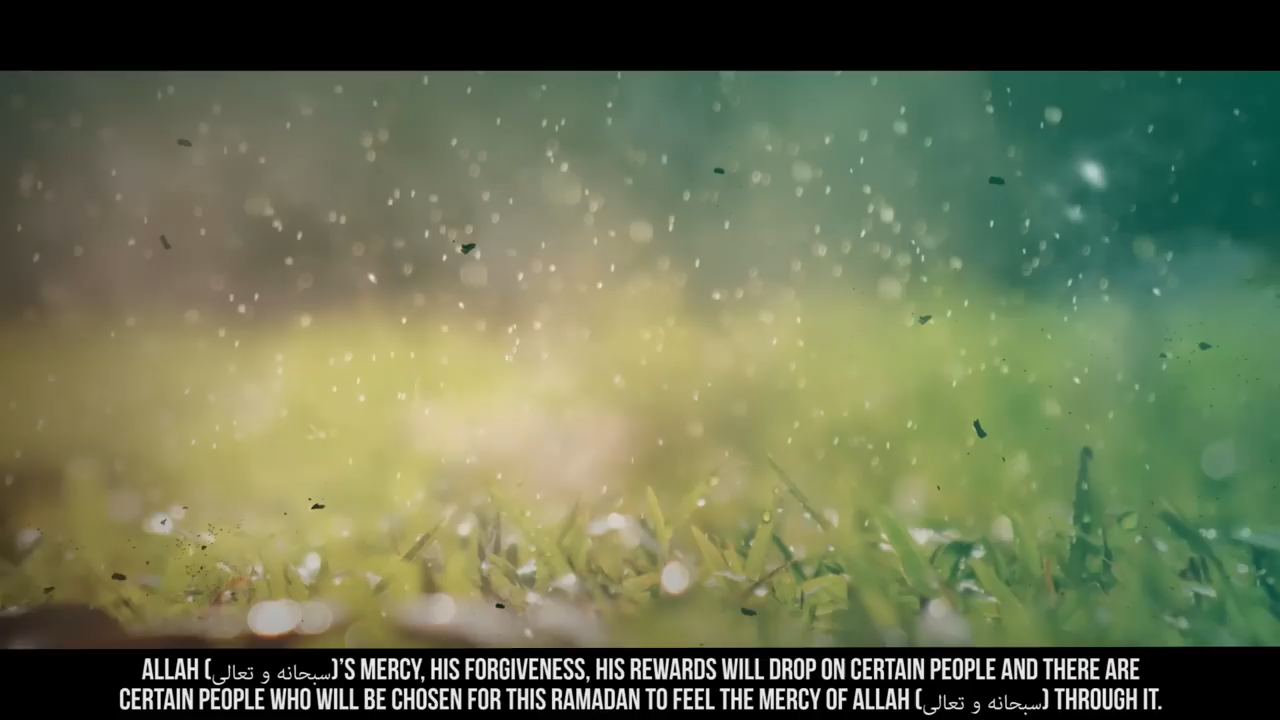 ALLAH (سبحانه و تعالى)'S MERCY, HIS FORGIVENESS, HIS REWARDS WILL DROP ON CERTAIN PEOPLE AND THERE ARE
CERTAIN PEOPLE WHO WILL BE CHOSEN FOR THIS RAMADAN TO FEEL THE MERCY OF ALLAH (سبحانه و تعالى) THROUGH IT.